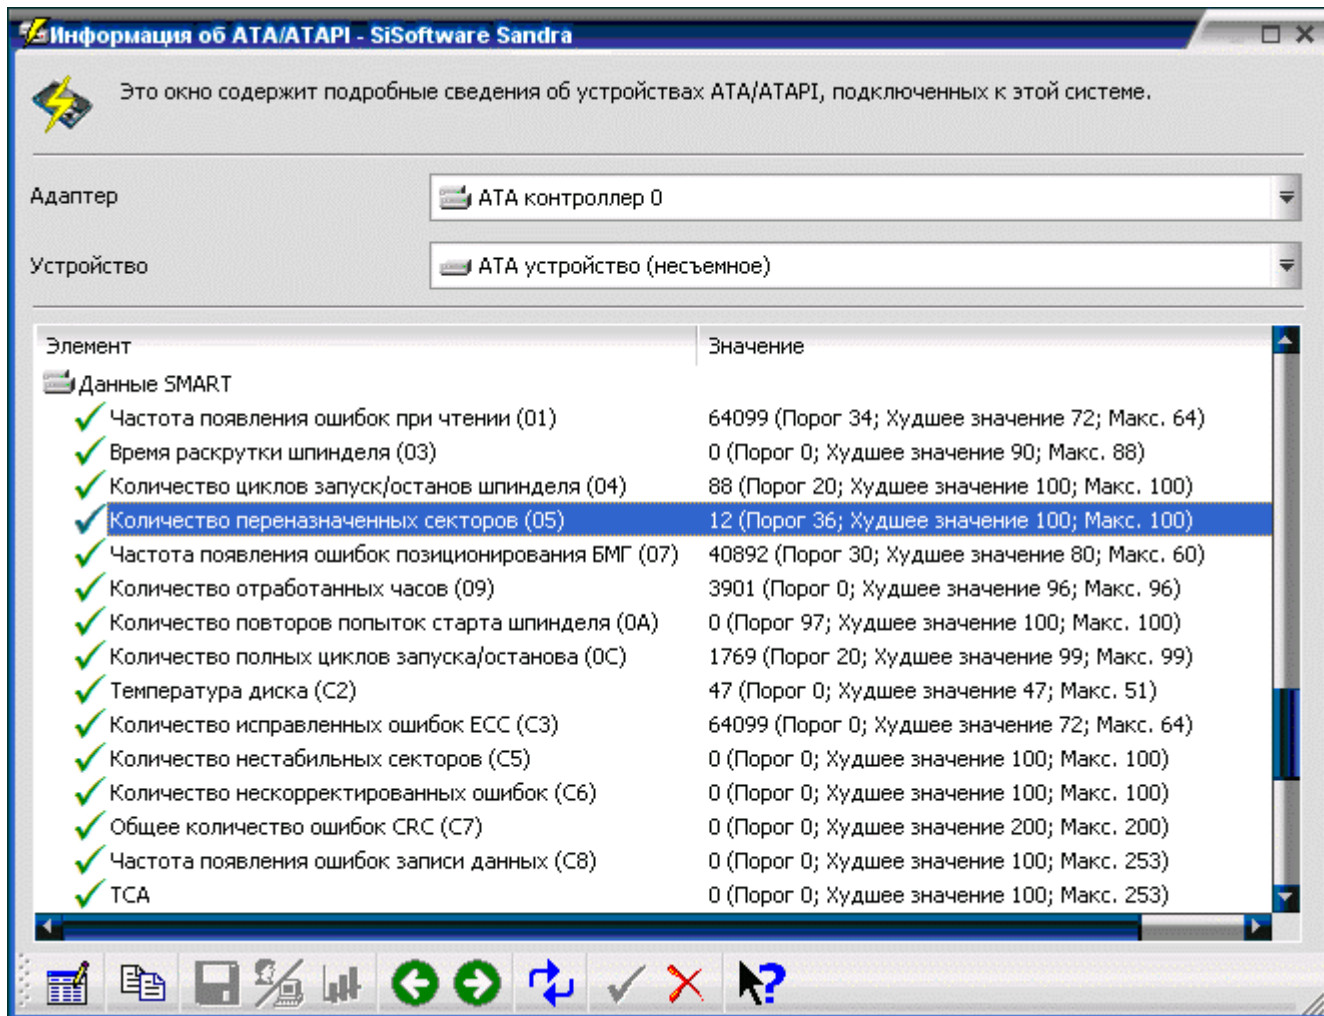 Информация об ATA/ATAPI - SiSoftware Sandra
Это окно содержит подробные сведения об устройствах ATA/ATAPI, подключенных к этой системе.
Адаптер
АТА контроллер 0
Устройство
АТА устройство (несъемное)
Элемент Значение
Данные SMART
Частота появления ошибок при чтении (01) 64099 (Порог 34; Худшее значение 72; Макс. 64)
Время раскрутки шпинделя (03) 0 (Порог 0; Худшее значение 90; Макс. 88)
Количество циклов запуск/останов шпинделя (04) 88 (Порог 20; Худшее значение 100; Макс. 100)
Количество переназначенных секторов (05) 12 (Порог 36; Худшее значение 100; Макс. 100)
Частота появления ошибок позиционирования БМГ (07) 40892 (Порог 30; Худшее значение 80; Макс. 60)
Количество отработанных часов (09) 3901 (Порог 0; Худшее значение 96; Макс. 96)
Количество повторов попыток старта шпинделя (0A) 0 (Порог 97; Худшее значение 100; Макс. 100)
Количество полных циклов запуска/останова (0C) 1769 (Порог 20; Худшее значение 99; Макс. 99)
Температура диска (C2) 47 (Порог 0; Худшее значение 47; Макс. 51)
Количество исправленных ошибок ECC (C3) 64099 (Порог 0; Худшее значение 72; Макс. 64)
Количество нестабильных секторов (C5) 0 (Порог 0; Худшее значение 100; Макс. 100)
Количество нескорректированных ошибок (C6) 0 (Порог 0; Худшее значение 100; Макс. 100)
Общее количество ошибок CRC (C7) 0 (Порог 0; Худшее значение 200; Макс. 200)
Частота появления ошибок записи данных (C8) 0 (Порог 0; Худшее значение 100; Макс. 253)
TCA 0 (Порог 0; Худшее значение 100; Макс. 253)